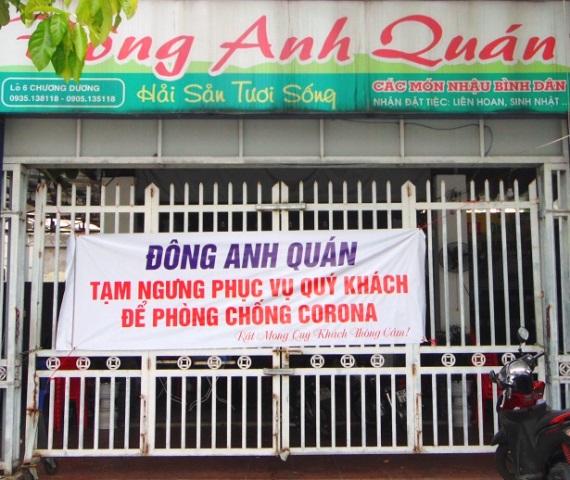 Đông Anh Quán
Lô 6 CHƯƠNG DƯƠNG
0935.138118 - 0905.135118
Hải Sản Tươi Sống
CÁC MÓN NHẬU BÌNH DÂN
NHẬN ĐẶT TIỆC: LIÊN HOAN, SINH NHẬT ...
ĐÔNG ANH QUÁN
TẠM NGƯNG PHỤC VỤ QUÝ KHÁCH
ĐỂ PHÒNG CHỐNG CORONA
Rất Mong Quý Khách Thông Cảm!